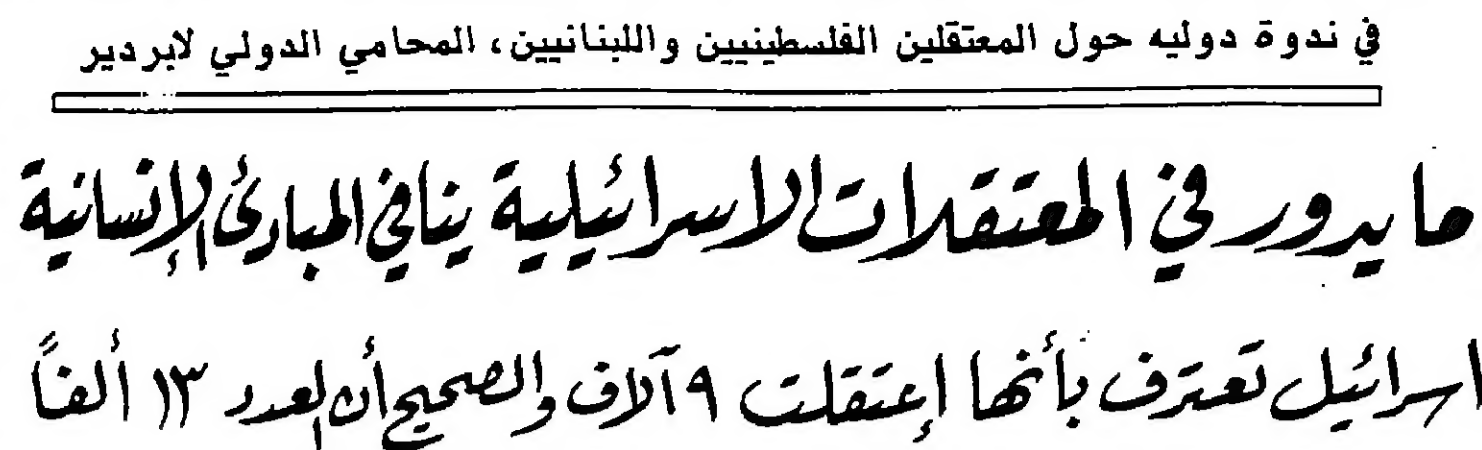 في ندوة دوليه حول المعتقلين الفلسطينيين واللبنانيين، المحامي الدولي لابردير
ما يدور في المعتقلات الاسرائيلية ينافي المبادئ الإنسانية
اسرائيل تعترف بأنها إعتقلت ٩ آلاف والصحيح أن العدد ١٣ ألفاً